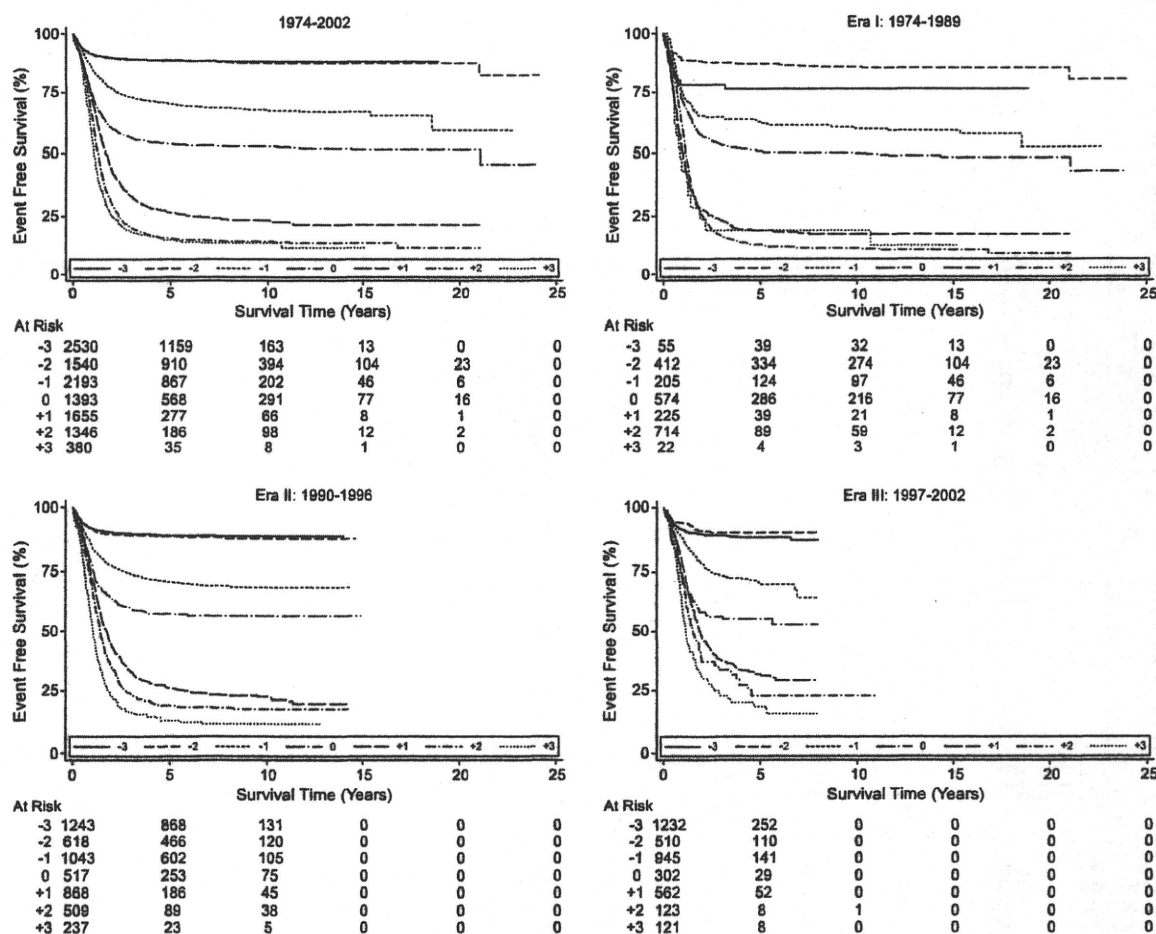 1974-2002
Event Free Survival (%)
100
75
50
25
0
-3 -2 -1 0 +1 +2 +3
0 5 10 15 20 25
Survival Time (Years)
At Risk
-3 2530 1159 163 13 0 0
-2 1540 910 394 104 23 0
-1 2193 867 202 46 6 0
0 1393 568 291 77 16 0
+1 1655 277 66 8 1 0
+2 1346 186 98 12 2 0
+3 380 35 8 1 0 0
Era I: 1974-1989
Event Free Survival (%)
100
75
50
25
0
-3 -2 -1 0 +1 +2 +3
0 5 10 15 20 25
Survival Time (Years)
At Risk
-3 55 39 32 13 0 0
-2 412 334 274 104 23 0
-1 205 124 97 46 6 0
0 574 286 216 77 16 0
+1 225 39 21 8 1 0
+2 714 89 59 12 2 0
+3 22 4 3 1 0 0
Era II: 1990-1996
Event Free Survival (%)
100
75
50
25
0
-3 -2 -1 0 +1 +2 +3
0 5 10 15 20 25
Survival Time (Years)
At Risk
-3 1243 868 131 0 0 0
-2 618 466 120 0 0 0
-1 1043 602 105 0 0 0
0 517 253 75 0 0 0
+1 868 186 45 0 0 0
+2 509 89 38 0 0 0
+3 237 23 5 0 0 0
Era III: 1997-2002
Event Free Survival (%)
100
75
50
25
0
-3 -2 -1 0 +1 +2 +3
0 5 10 15 20 25
Survival Time (Years)
At Risk
-3 1232 252 0 0 0 0
-2 510 110 0 0 0 0
-1 945 141 0 0 0 0
0 302 29 0 0 0 0
+1 562 52 0 0 0 0
+2 123 8 1 0 0 0
+3 121 8 0 0 0 0